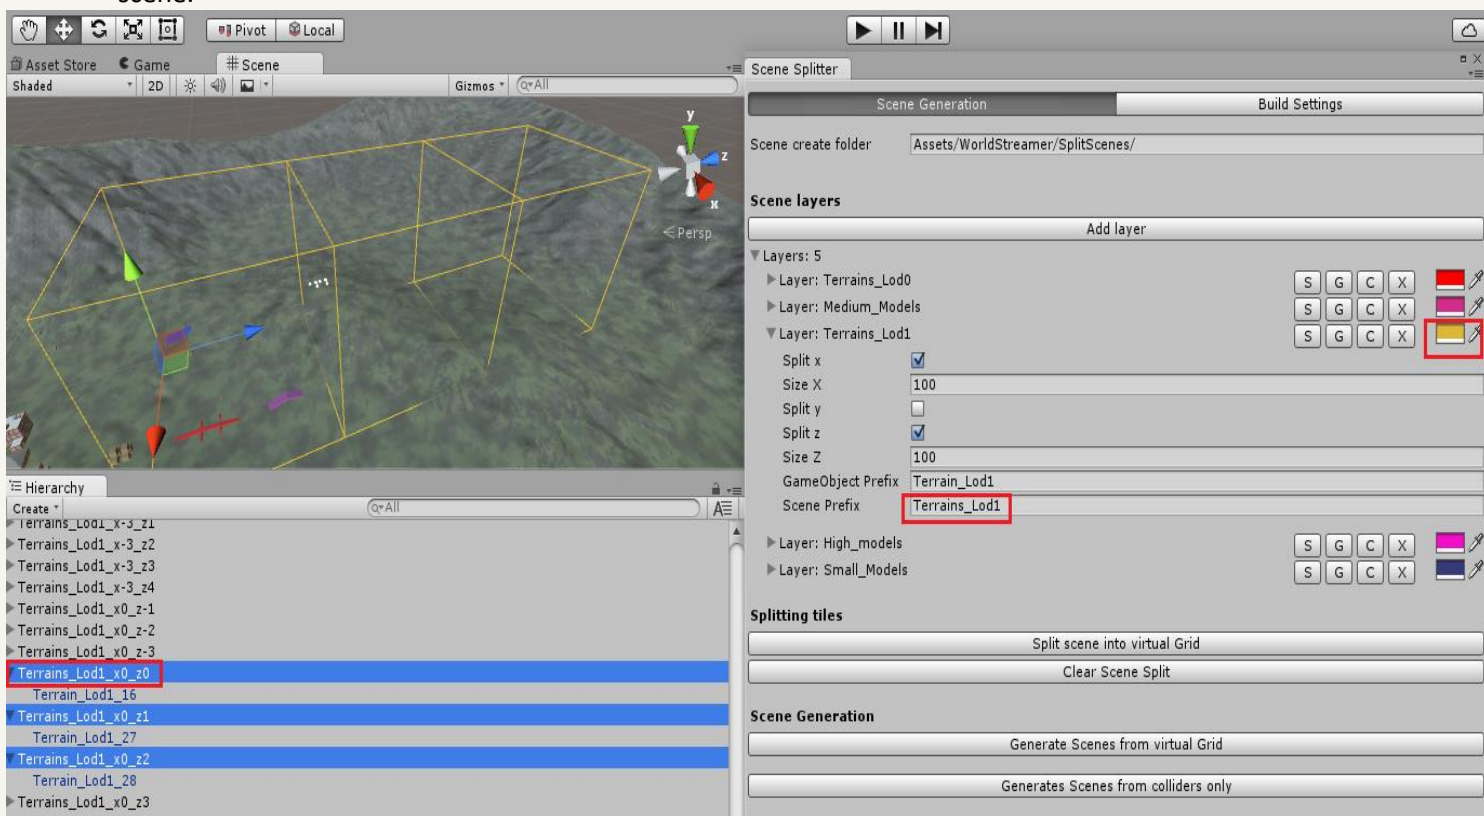 scene.
Pivot Local
Asset Store Game Scene
Shaded 2D Gizmos All
y
z
x
Persp
Hierarchy
Create All
Terrains_Lod1_x-3_z1
Terrains_Lod1_x-3_z2
Terrains_Lod1_x-3_z3
Terrains_Lod1_x-3_z4
Terrains_Lod1_x0_z-1
Terrains_Lod1_x0_z-2
Terrains_Lod1_x0_z-3
Terrains_Lod1_x0_z0
Terrain_Lod1_16
Terrains_Lod1_x0_z1
Terrain_Lod1_27
Terrains_Lod1_x0_z2
Terrain_Lod1_28
Terrains_Lod1_x0_z3
Scene Splitter
Scene Generation Build Settings
Scene create folder Assets/WorldStreamer/SplitScenes/
Scene layers
Add layer
Layers: 5
Layer: Terrains_Lod0 S G C X
Layer: Medium_Models S G C X
Layer: Terrains_Lod1 S G C X
Split x
Size X 100
Split y
Split z
Size Z 100
GameObject Prefix Terrain_Lod1
Scene Prefix Terrains_Lod1
Layer: High_models S G C X
Layer: Small_Models S G C X
Splitting tiles
Split scene into virtual Grid
Clear Scene Split
Scene Generation
Generate Scenes from virtual Grid
Generates Scenes from colliders only